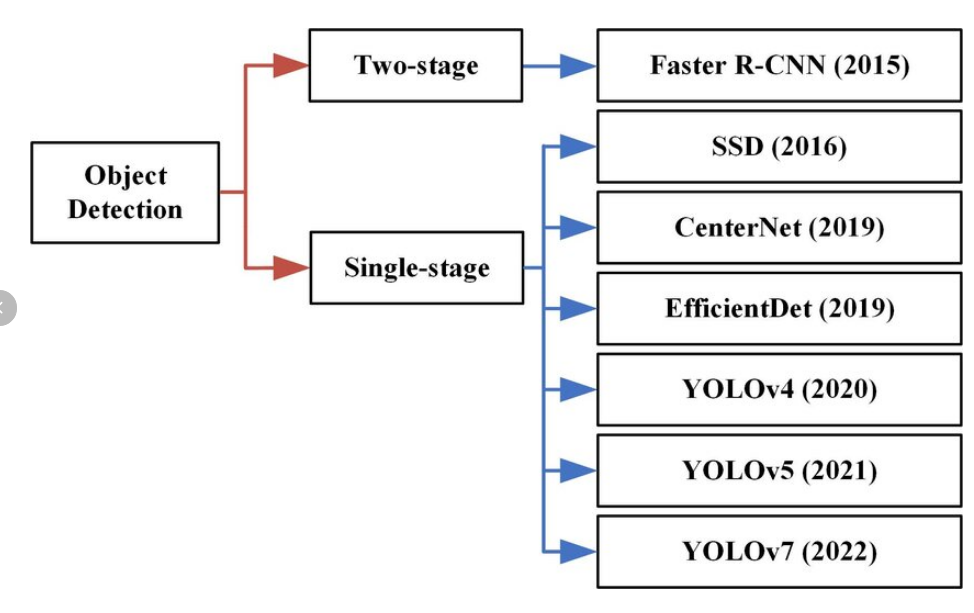 Object
Detection
Two-stage
Single-stage
Faster R-CNN (2015)
SSD (2016)
CenterNet (2019)
EfficientDet (2019)
YOLOv4 (2020)
YOLOv5 (2021)
YOLOv7 (2022)